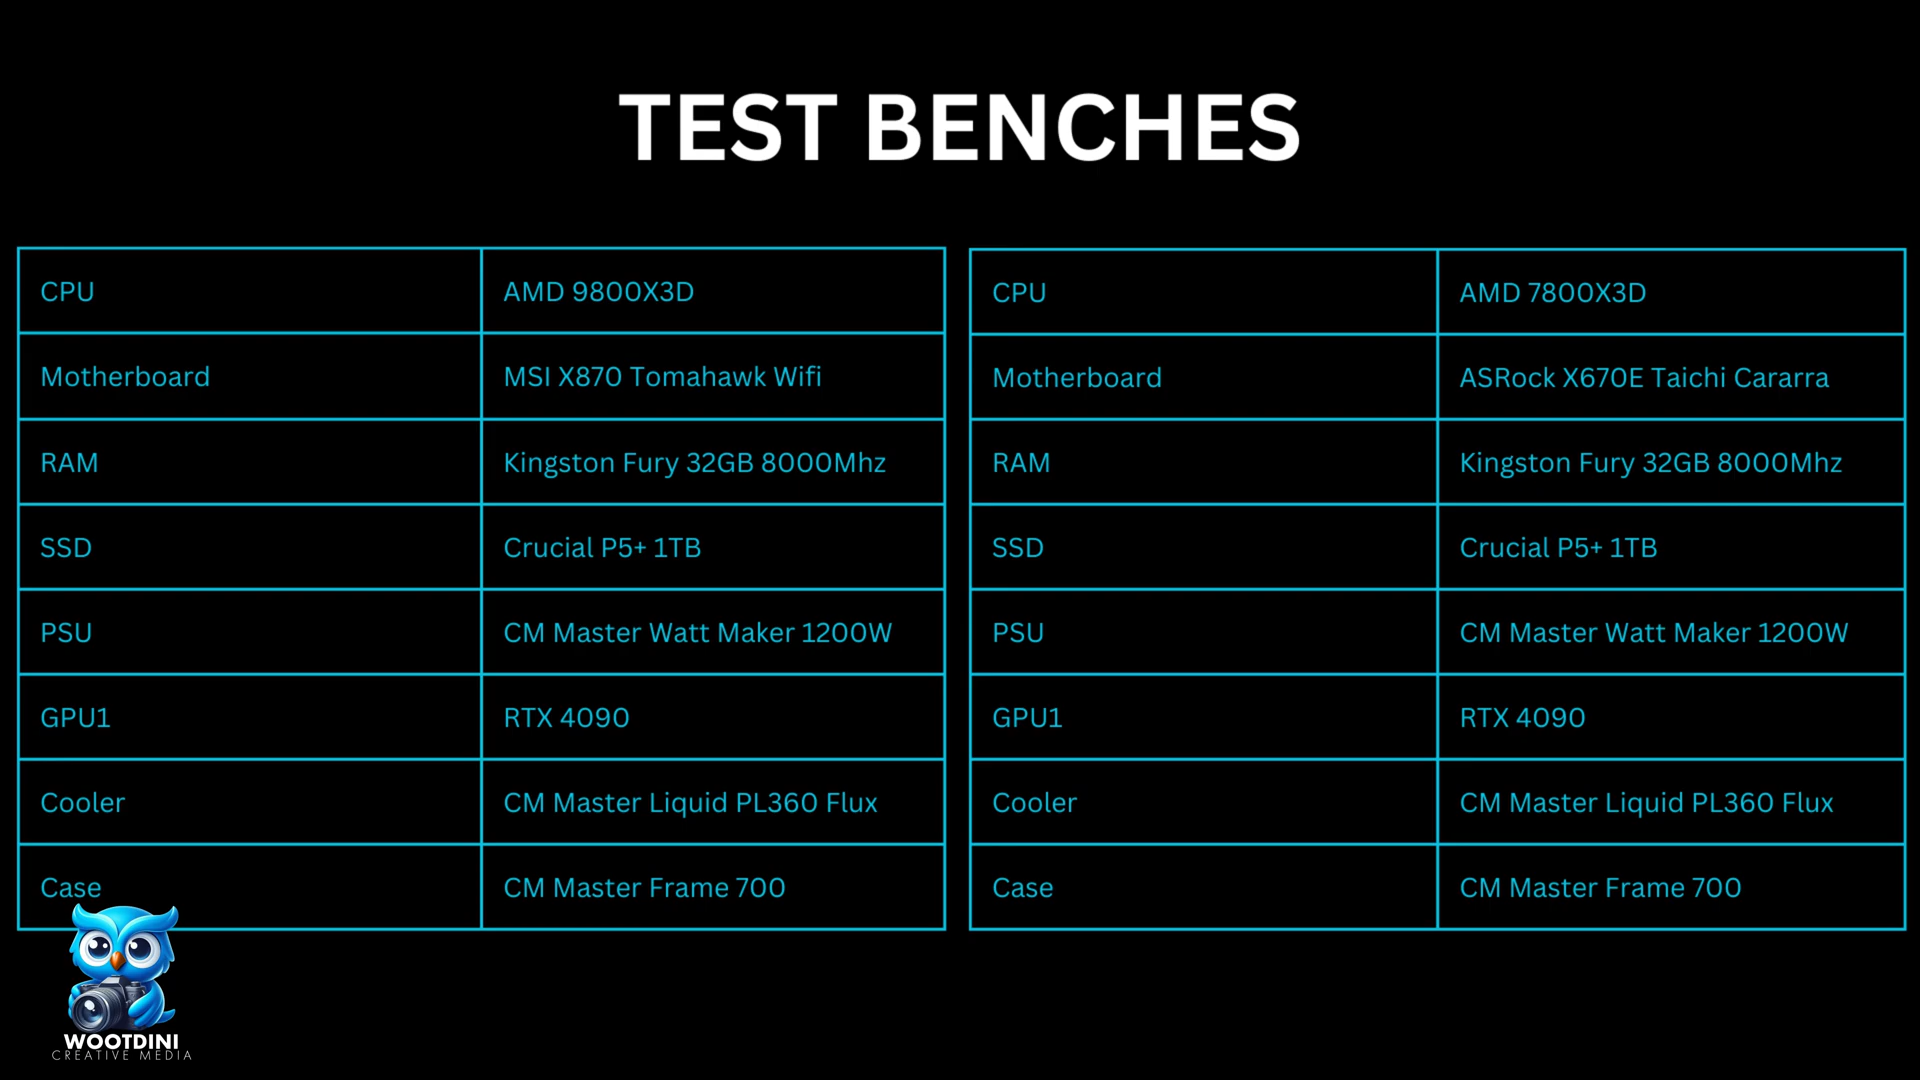 TEST BENCHES
CPU AMD 9800X3D
Motherboard MSI X870 Tomahawk Wifi
RAM Kingston Fury 32GB 8000Mhz
SSD Crucial P5+ 1TB
PSU CM Master Watt Maker 1200W
GPU1 RTX 4090
Cooler CM Master Liquid PL360 Flux
Case CM Master Frame 700
CPU AMD 7800X3D
Motherboard ASRock X670E Taichi Cararra
RAM Kingston Fury 32GB 8000Mhz
SSD Crucial P5+ 1TB
PSU CM Master Watt Maker 1200W
GPU1 RTX 4090
Cooler CM Master Liquid PL360 Flux
Case CM Master Frame 700
WOOTDINI
CREATIVE MEDIA